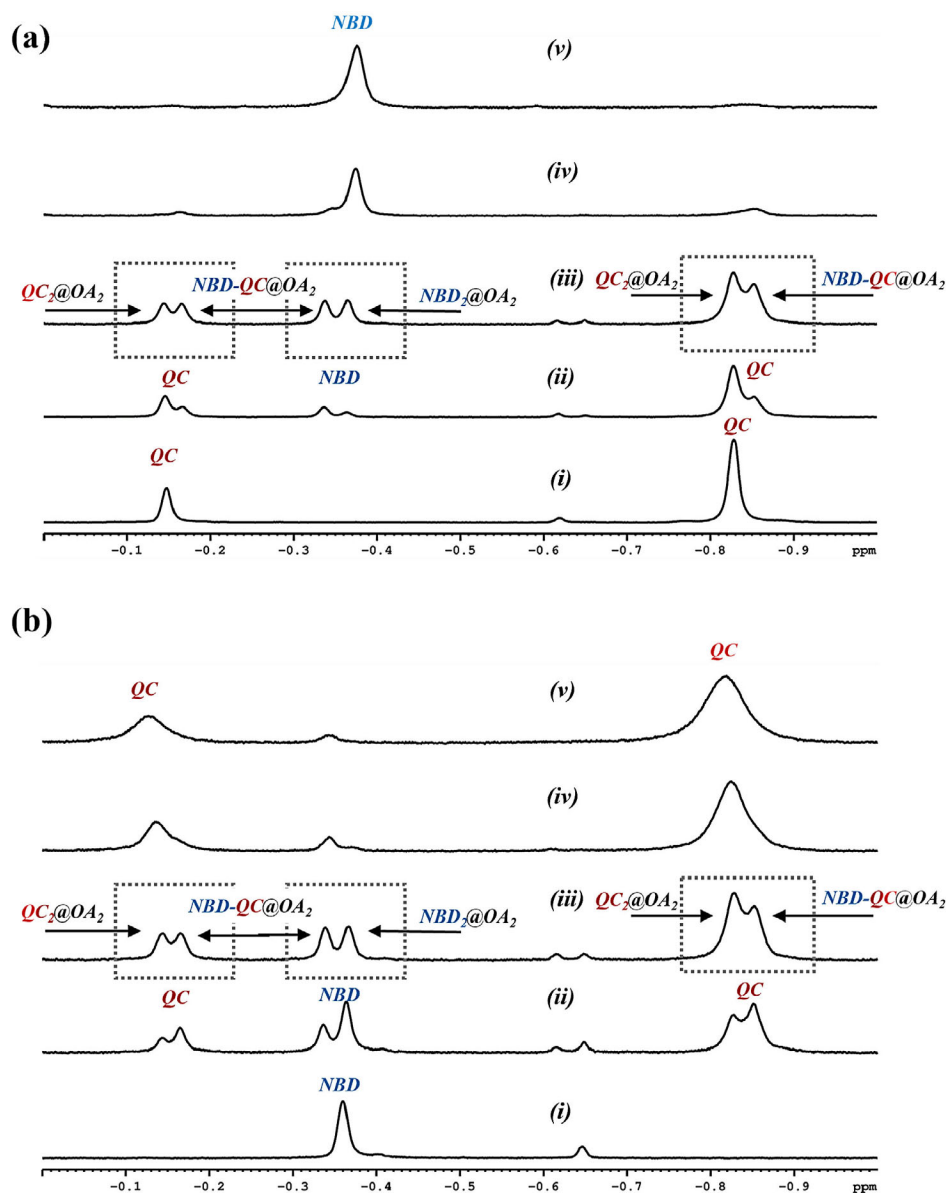 (a)
NBD
(v)
(iv)
QC2@OA2 NBD-QC@OA2 NBD2@OA2 (iii) QC2@OA2 NBD-QC@OA2
QC NBD (ii) QC
QC (i) QC
-0.1 -0.2 -0.3 -0.4 -0.5 -0.6 -0.7 -0.8 -0.9 ppm
(b)
QC QC
(v)
(iv)
QC2@OA2 NBD-QC@OA2 NBD2@OA2 (iii) QC2@OA2 NBD-QC@OA2
QC NBD (ii) QC
NBD (i)
-0.1 -0.2 -0.3 -0.4 -0.5 -0.6 -0.7 -0.8 -0.9 ppm